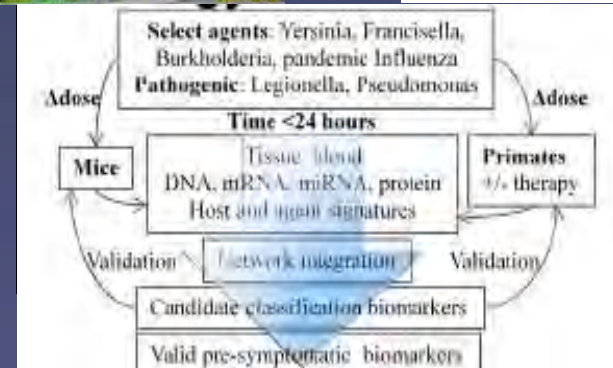 Select agents: Yersinia, Francisella,
Burkholderia, pandemic Influenza
Pathogenic: Legionella, Pseudomonas
Δdose
Δdose
Time <24 hours
Mice
Tissue blood
DNA, mRNA, miRNA, protein
Host and agent signatures
Primates
+/- therapy
Validation
Network integration
Validation
Candidate classification biomarkers
Valid pre-symptomatic biomarkers